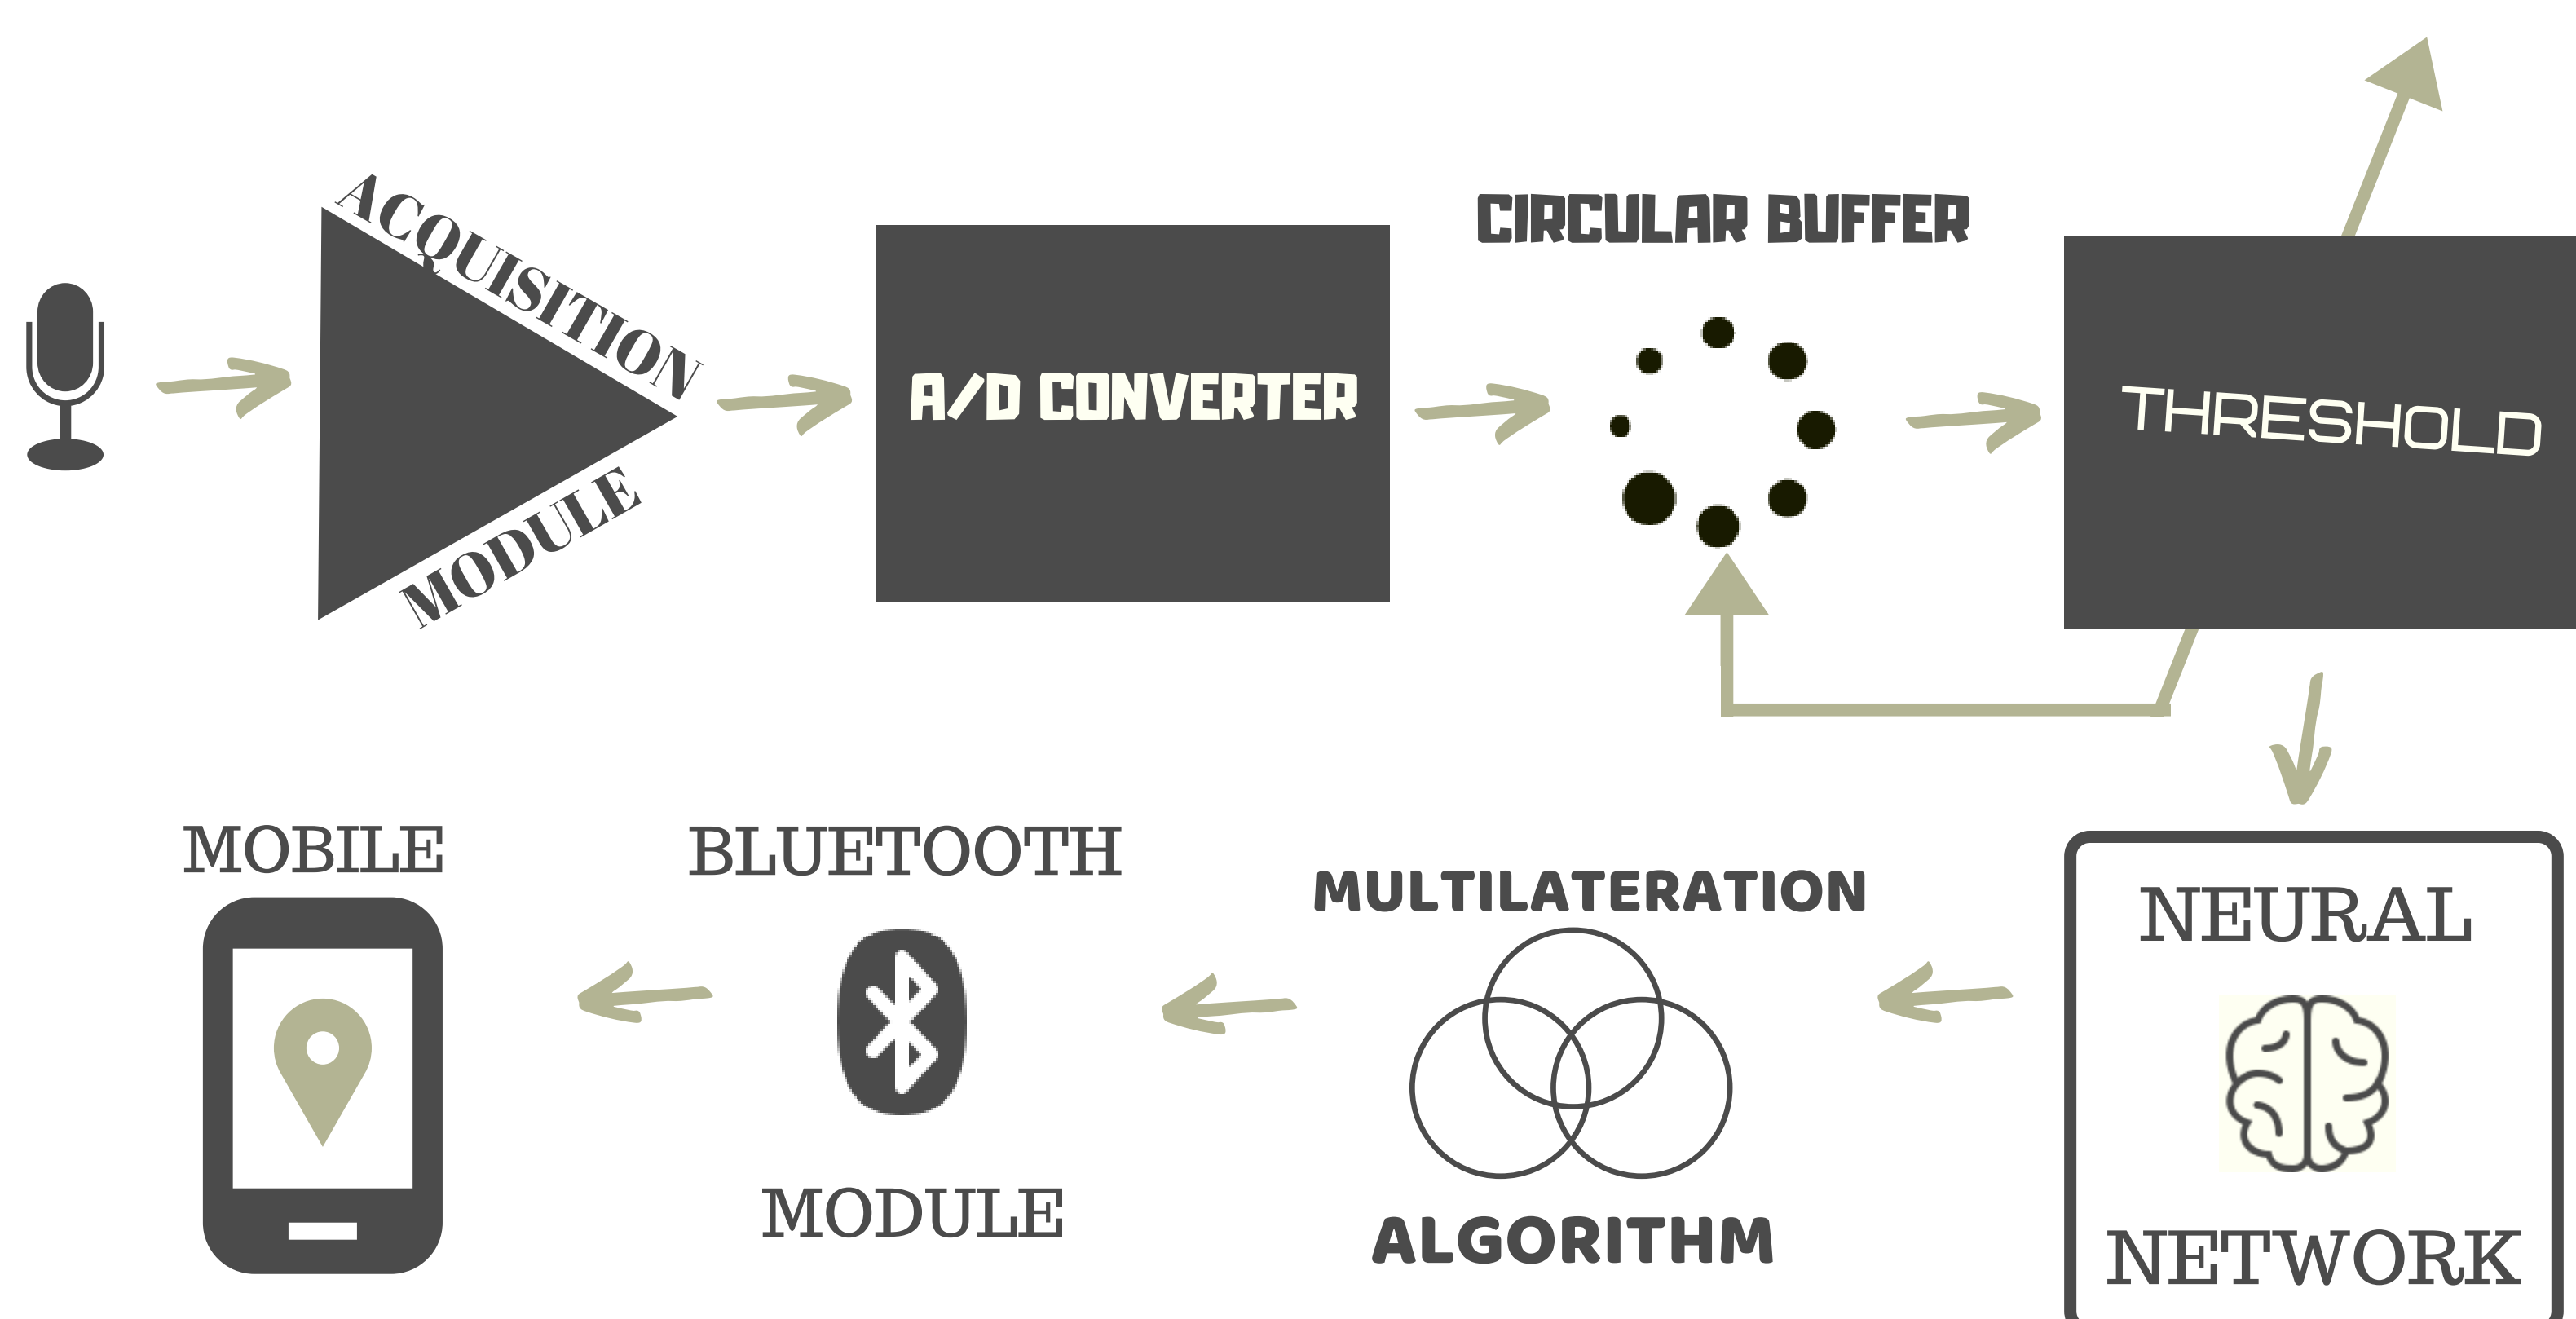 ACQUISITION
MODULE
A/D CONVERTER
CIRCULAR BUFFER
THRESHOLD
MOBILE
BLUETOOTH
MODULE
MULTILATERATION
ALGORITHM
NEURAL
NETWORK